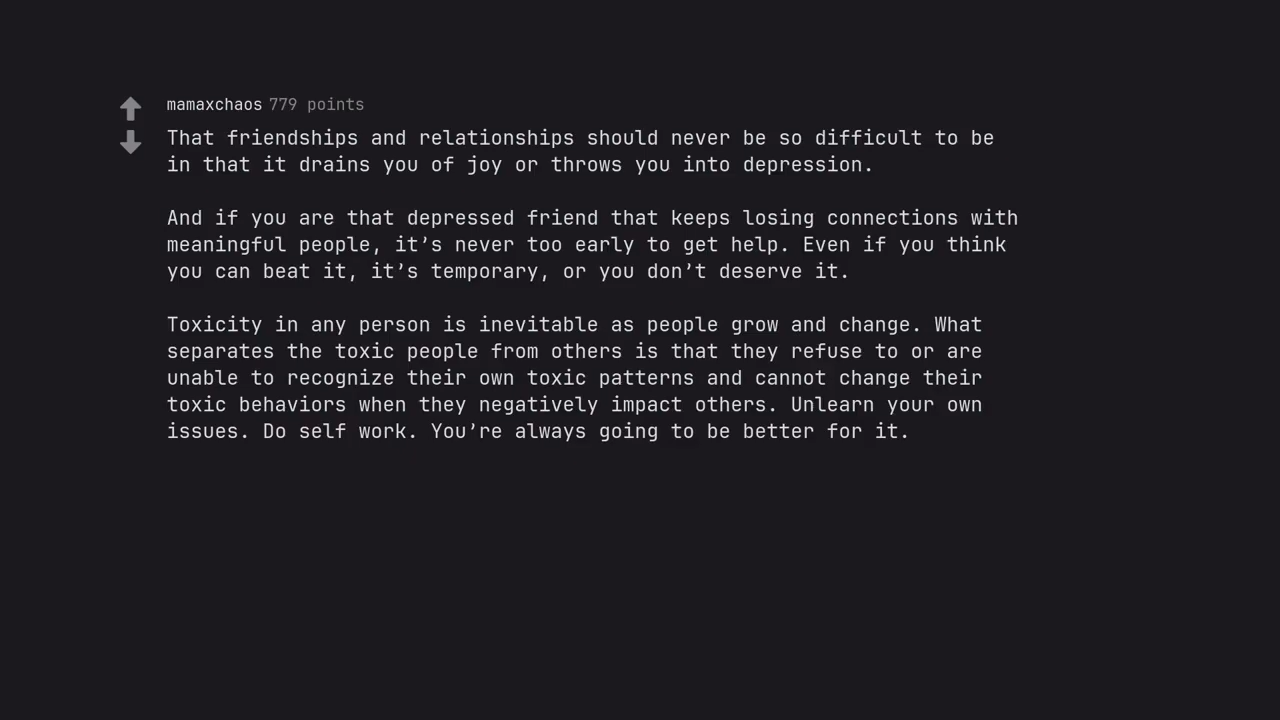 mamaxchaos 779 points
That friendships and relationships should never be so difficult to be
in that it drains you of joy or throws you into depression.
And if you are that depressed friend that keeps losing connections with
meaningful people, it’s never too early to get help. Even if you think
you can beat it, it’s temporary, or you don’t deserve it.
Toxicity in any person is inevitable as people grow and change. What
separates the toxic people from others is that they refuse to or are
unable to recognize their own toxic patterns and cannot change their
toxic behaviors when they negatively impact others. Unlearn your own
issues. Do self work. You’re always going to be better for it.